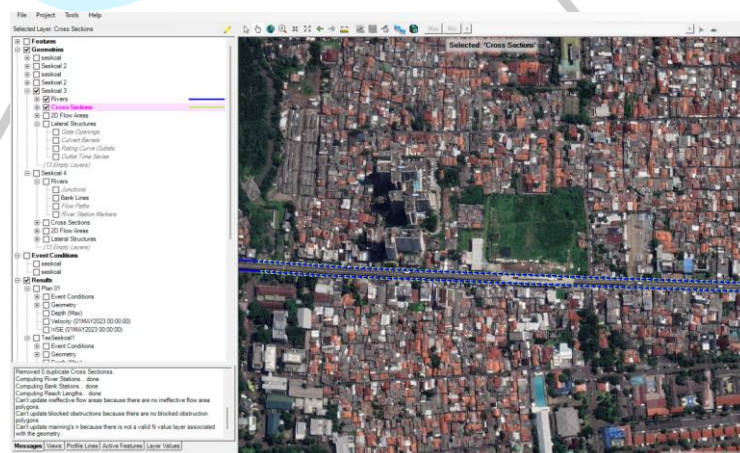 File Project Tools Help
Selected Layer: Cross Sections
Max Min
Selected: 'Cross Sections'
Features
Geometries
seskoal
Seskoal 2
seskoal
Seskoal 2
Seskoal 3
Rivers
Cross Sections
2D Flow Areas
Lateral Structures
Gate Openings
Culvert Barrels
Rating Curve Outlets
Outlet Time Series
(13 Empty Layers)
Seskoal 4
Rivers
Junctions
Bank Lines
Flow Paths
River Station Markers
Cross Sections
2D Flow Areas
Lateral Structures
(13 Empty Layers)
Event Conditions
seskoal
seskoal
Results
Plan 01
Event Conditions
Geometry
Depth (Max)
Velocity (01MAY2023 00:00:00)
WSE (01MAY2023 00:00:00)
TesSeskoal1
Event Conditions
Geometry
Removed 0 duplicate Cross Sections.
Computing River Stations... done
Computing Bank Stations... done
Computing Reach Lengths... done
Can't update ineffective flow areas because there are no ineffective flow area
polygons.
Can't update blocked obstructions because there are no blocked obstruction
polygons
Can't update manning's n because there is not a valid N value layer associated
with the geometry.
Messages Views Profile Lines Active Features Layer Values